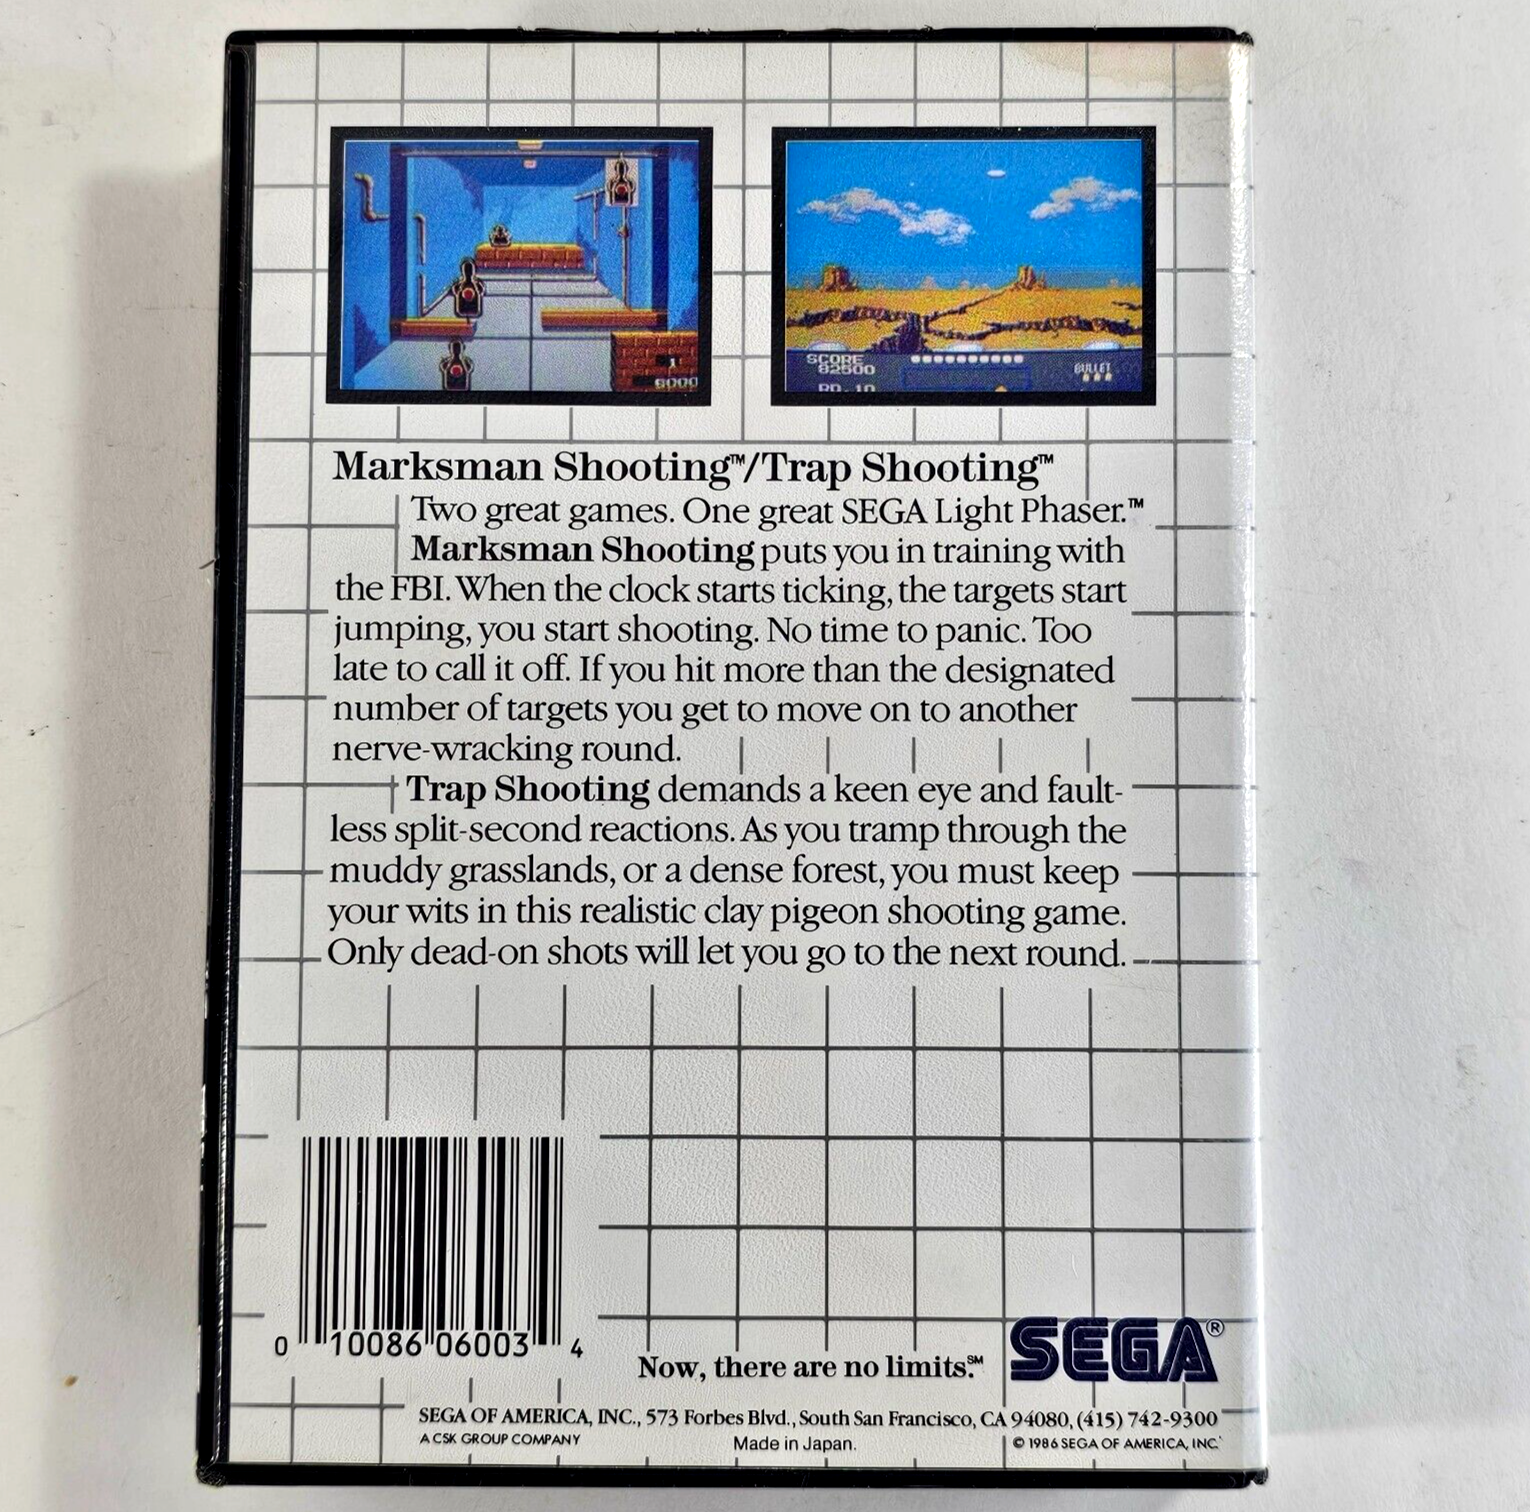 1
6000
SCORE
82500
RD. 10
BULLET
Marksman Shooting™/Trap Shooting™
Two great games. One great SEGA Light Phaser.™
Marksman Shooting puts you in training with
the FBI. When the clock starts ticking, the targets start
jumping, you start shooting. No time to panic. Too
late to call it off. If you hit more than the designated
number of targets you get to move on to another
nerve-wracking round.
Trap Shooting demands a keen eye and fault-
less split-second reactions. As you tramp through the
muddy grasslands, or a dense forest, you must keep
your wits in this realistic clay pigeon shooting game.
Only dead-on shots will let you go to the next round.
0 10086 06003 4
Now, there are no limits.℠
SEGA®
SEGA OF AMERICA, INC., 573 Forbes Blvd., South San Francisco, CA 94080, (415) 742-9300
A CSK GROUP COMPANY
Made in Japan.
© 1986 SEGA OF AMERICA, INC.